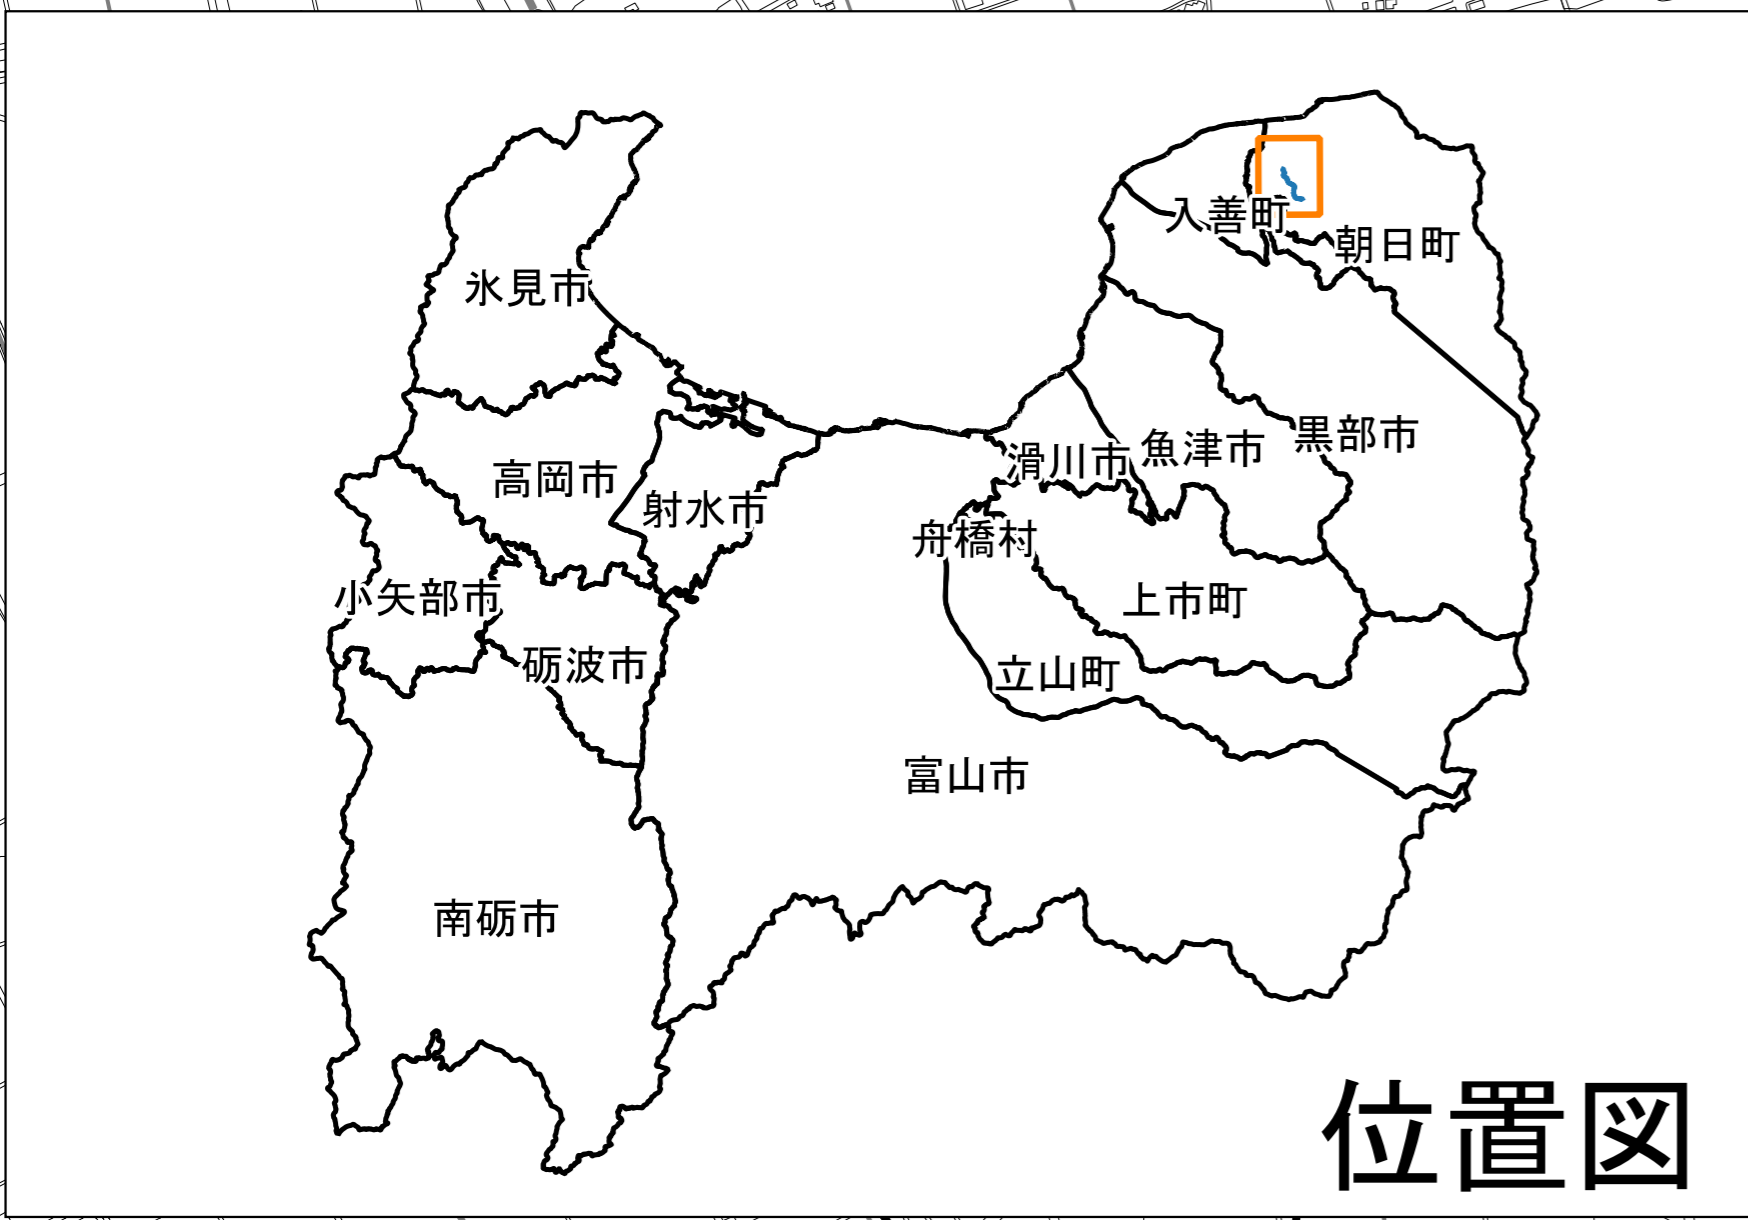 入善町
朝日町
氷見市
黒部市
魚津市
滑川市
高岡市
射水市
舟橋村
小矢部市
上市町
砺波市
立山町
富山市
南砺市
位置図